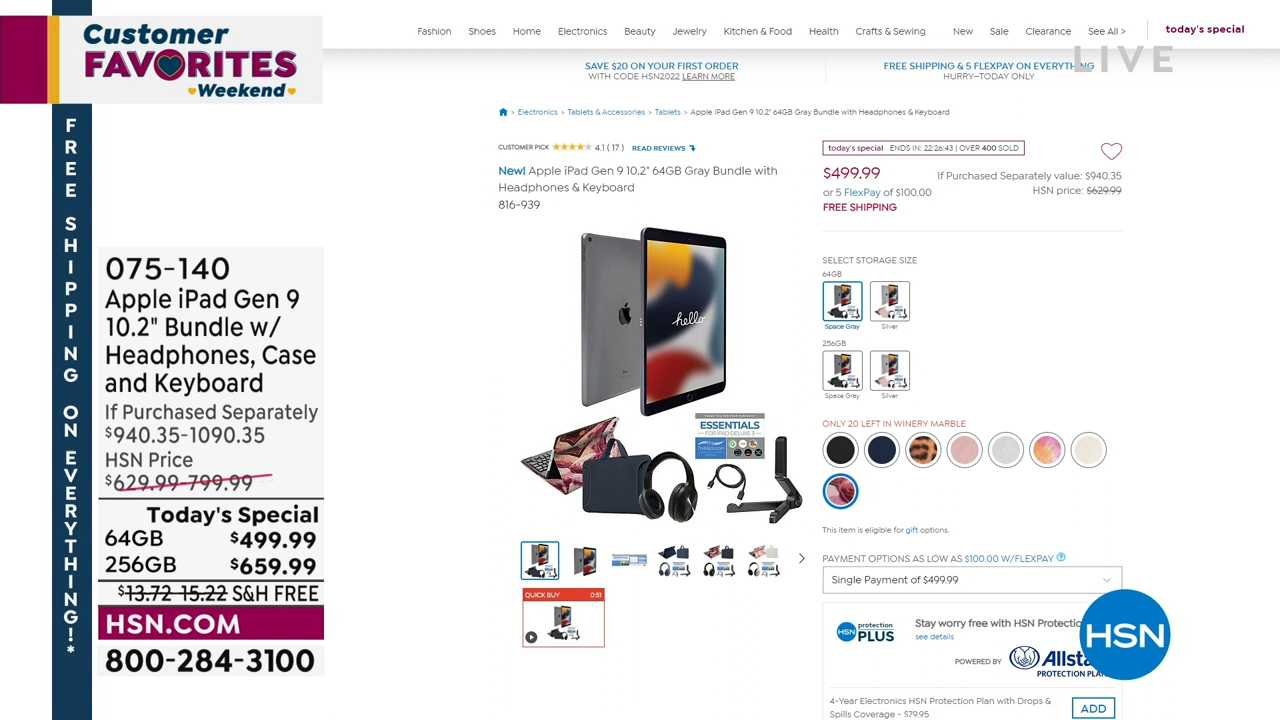 Customer
FAVORITES
Weekend
FREE SHIPPING ON EVERYTHING!*
075-140
Apple iPad Gen 9
10.2" Bundle w/
Headphones, Case
and Keyboard
If Purchased Separately
$940.35-1090.35
HSN Price
$629.99-799.99
Today's Special
64GB $499.99
256GB $659.99
$13.72-15.22 S&H FREE
HSN.COM
800-284-3100
Fashion Shoes Home Electronics Beauty Jewelry Kitchen & Food Health Crafts & Sewing New Sale Clearance See All > today's special
LIVE
SAVE $20 ON YOUR FIRST ORDER
WITH CODE HSN2022 LEARN MORE
FREE SHIPPING & 5 FLEXPAY ON EVERYTHING
HURRY—TODAY ONLY
> Electronics > Tablets & Accessories > Tablets > Apple iPad Gen 9 10.2" 64GB Gray Bundle with Headphones & Keyboard
CUSTOMER PICK 4.1 ( 17 ) READ REVIEWS
New! Apple iPad Gen 9 10.2" 64GB Gray Bundle with
Headphones & Keyboard
816-939
hello
ESSENTIALS
FOR IPAD DELUXE 3
QUICK BUY 0:51
today's special ENDS IN: 22:26:43 | OVER 400 SOLD
$499.99
If Purchased Separately value: $940.35
or 5 FlexPay of $100.00
HSN price: $629.99
FREE SHIPPING
SELECT STORAGE SIZE
64GB
Space Gray Silver
256GB
Space Gray Silver
ONLY 20 LEFT IN WINERY MARBLE
This item is eligible for gift options.
PAYMENT OPTIONS AS LOW AS $100.00 W/FLEXPAY ?
Single Payment of $499.99
HSN protection PLUS
Stay worry free with HSN Protectio
see details
POWERED BY Allsta
PROTECTION PLAN
HSN
4-Year Electronics HSN Protection Plan with Drops &
Spills Coverage - $79.95
ADD